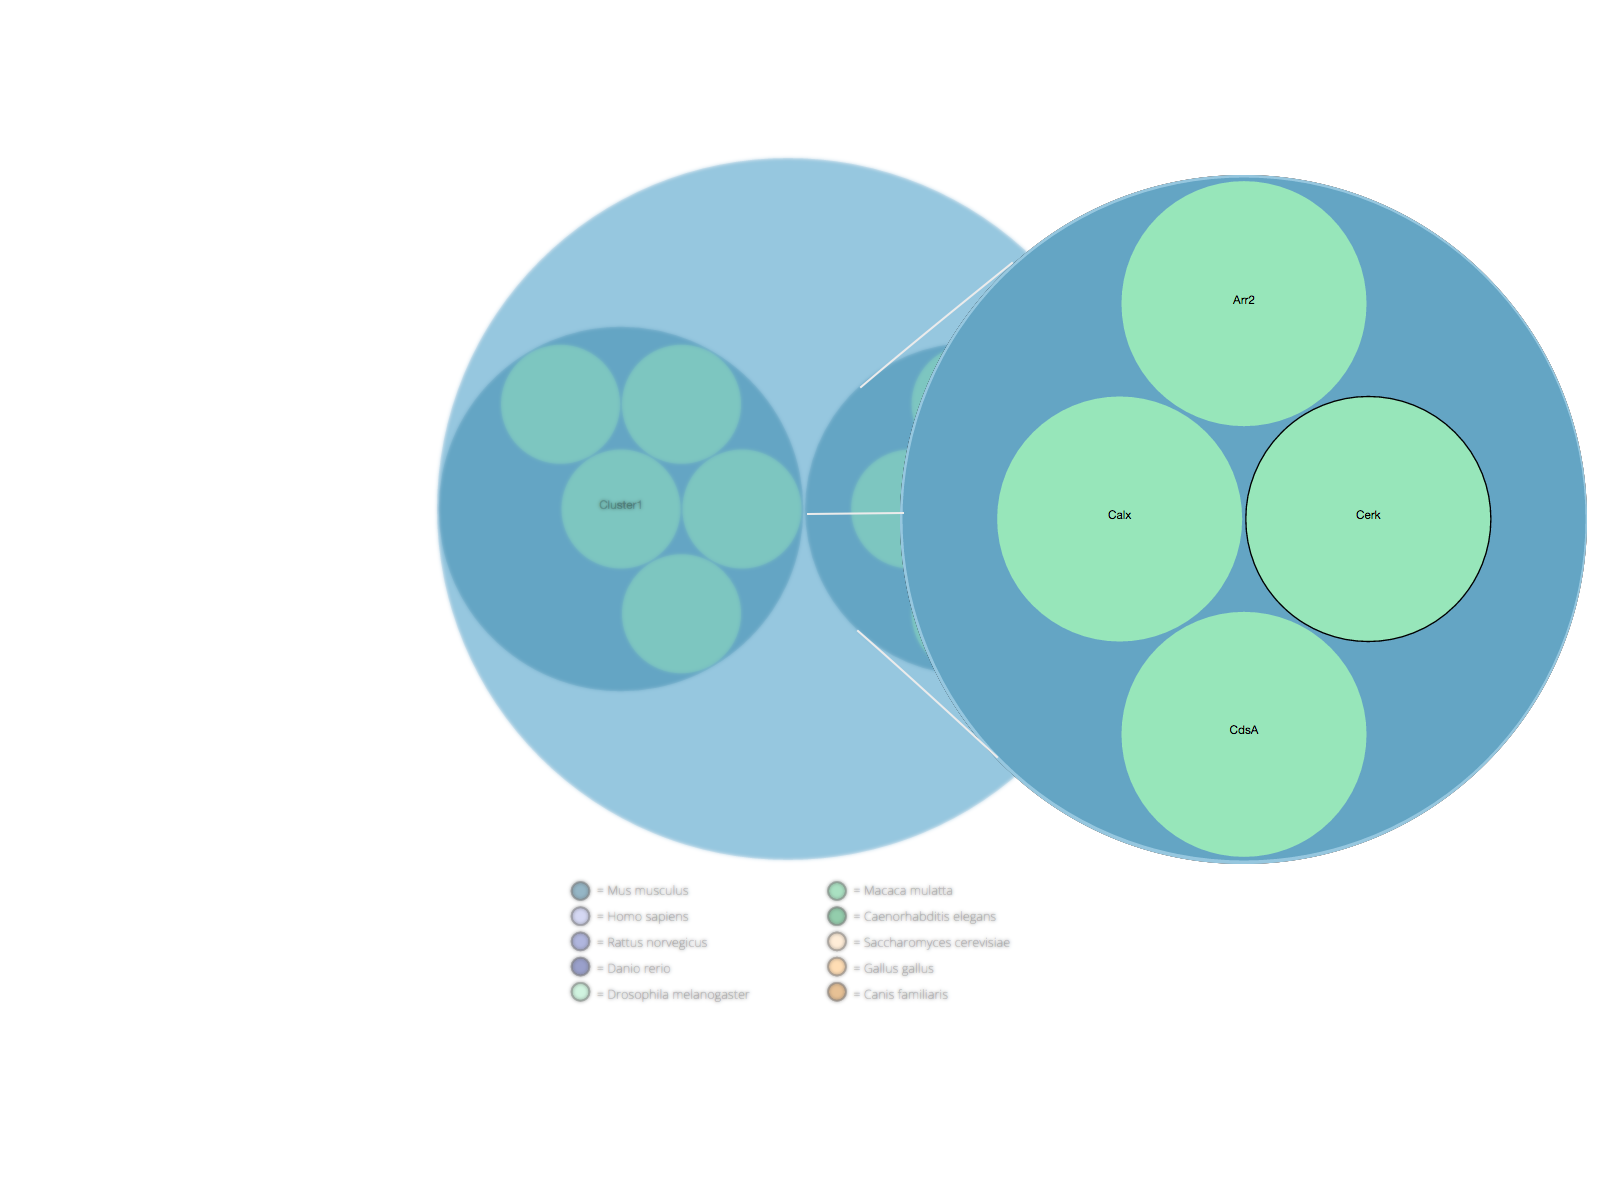 Arr2
Cluster1
Calx
Cerk
CdsA
= Mus musculus
= Homo sapiens
= Rattus norvegicus
= Danio rerio
= Drosophila melanogaster
= Macaca mulatta
= Caenorhabditis elegans
= Saccharomyces cerevisiae
= Gallus gallus
= Canis familiaris